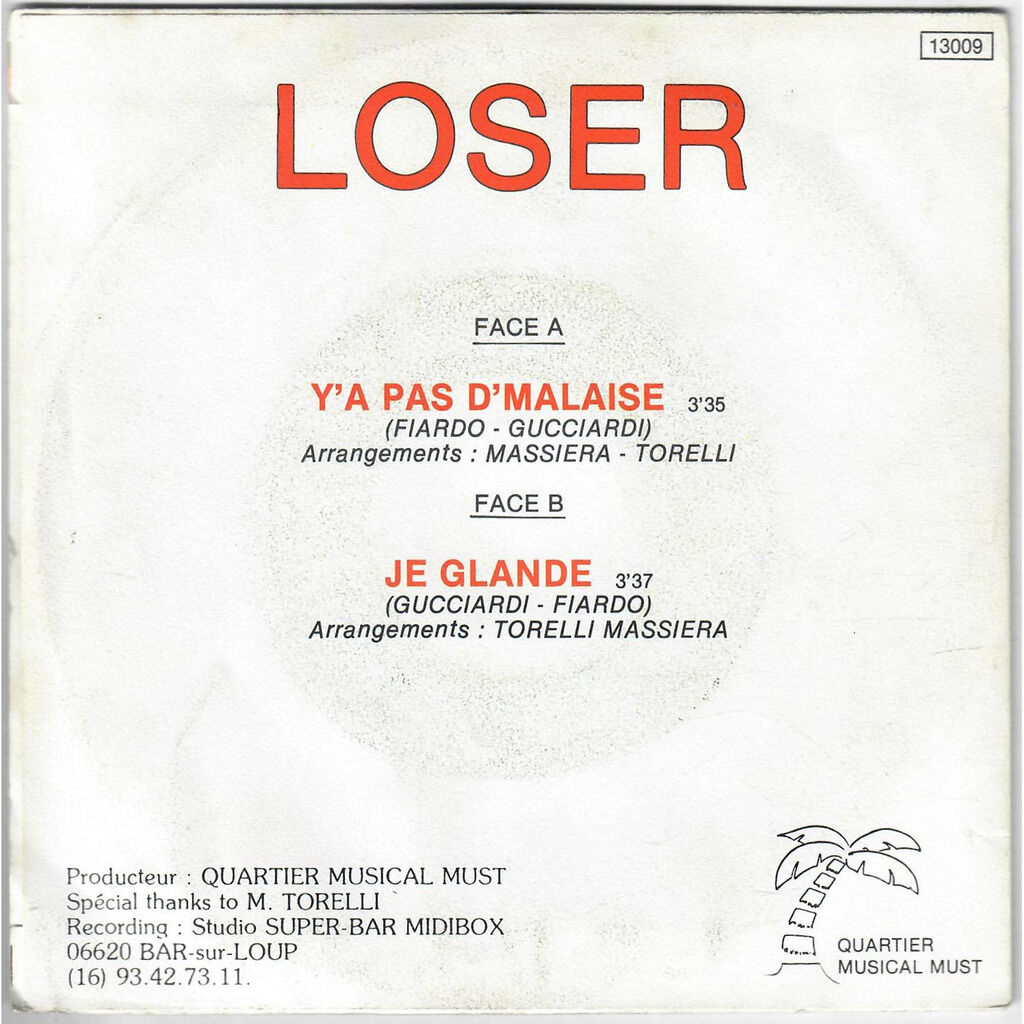 13009
LOSER
FACE A
Y'A PAS D'MALAISE 3'35
(FIARDO - GUCCIARDI)
Arrangements : MASSIERA - TORELLI
FACE B
JE GLANDE 3'37
(GUCCIARDI - FIARDO)
Arrangements : TORELLI MASSIERA
Producteur : QUARTIER MUSICAL MUST
Spécial thanks to M. TORELLI
Recording : Studio SUPER-BAR MIDIBOX
06620 BAR-sur-LOUP
(16) 93.42.73.11.
QUARTIER
MUSICAL MUST